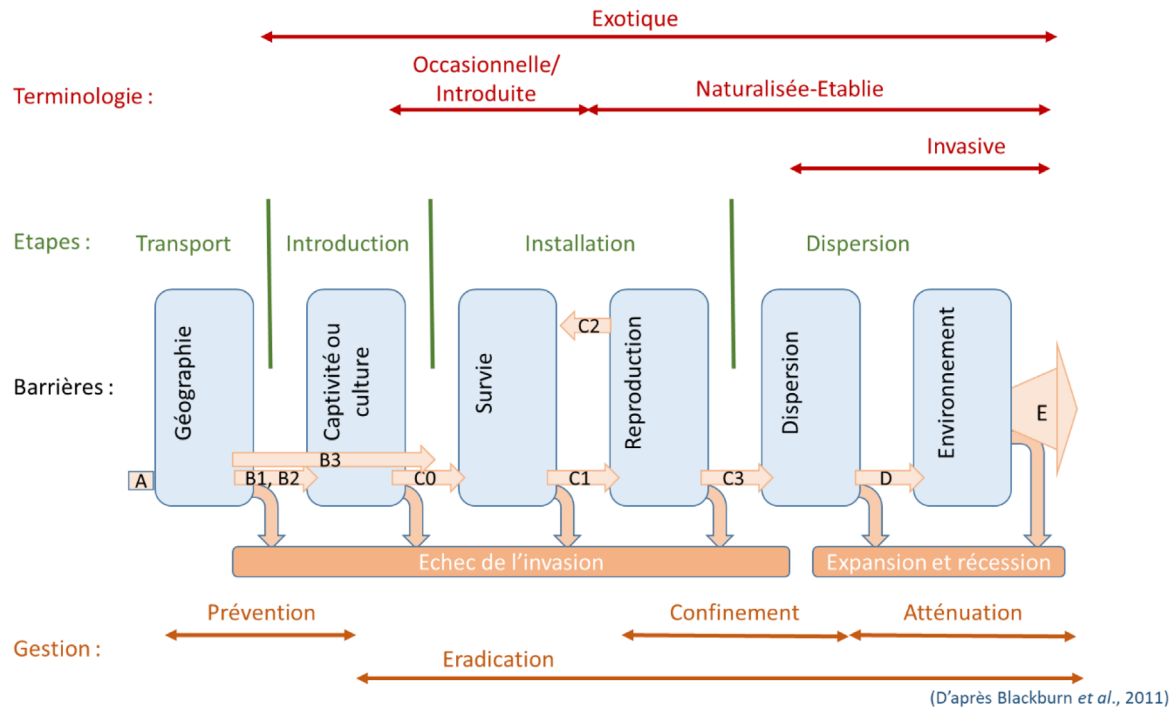 Exotique
Terminologie :
Occasionnelle/
Introduite
Naturalisée-Etablie
Invasive
Etapes :
Transport
Introduction
Installation
Dispersion
Barrières :
Géographie
Captivité ou
culture
Survie
Reproduction
Dispersion
Environnement
C2
B3
A
B1, B2
C0
C1
C3
D
E
Echec de l'invasion
Expansion et récession
Gestion :
Prévention
Confinement
Atténuation
Eradication
(D'après Blackburn et al., 2011)